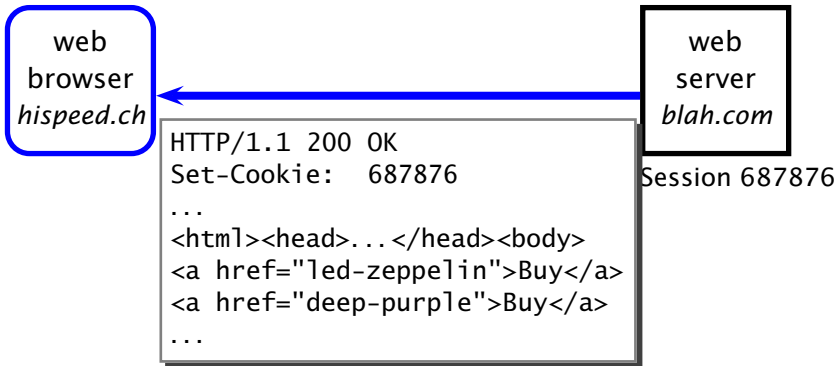 web
browser
hispeed.ch
web
server
blah.com
Session 687876
HTTP/1.1 200 OK
Set-Cookie:  687876
...
<html><head>...</head><body>
<a href="led-zeppelin">Buy</a>
<a href="deep-purple">Buy</a>
...